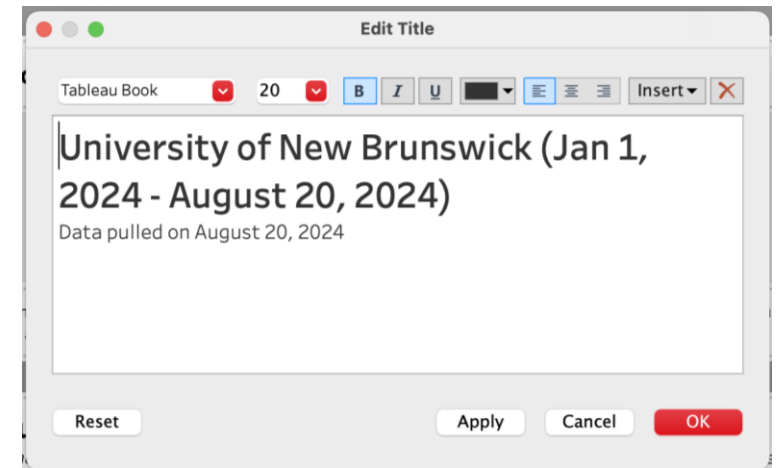 Edit Title
Tableau Book 20 B I U Insert
University of New Brunswick (Jan 1,
2024 - August 20, 2024)
Data pulled on August 20, 2024
Reset Apply Cancel OK